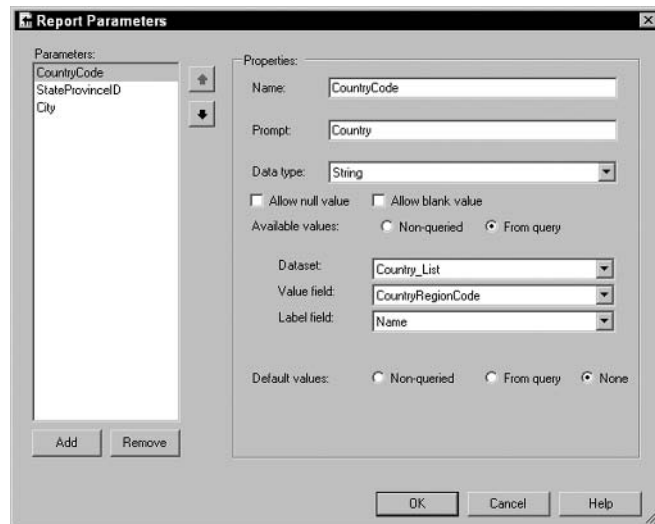 Report Parameters
Parameters:
CountryCode
StateProvinceID
City
Add Remove
Properties:
Name: CountryCode
Prompt: Country
Data type: String
Allow null value Allow blank value
Available values: Non-queried From query
Dataset: Country_List
Value field: CountryRegionCode
Label field: Name
Default values: Non-queried From query None
OK Cancel Help